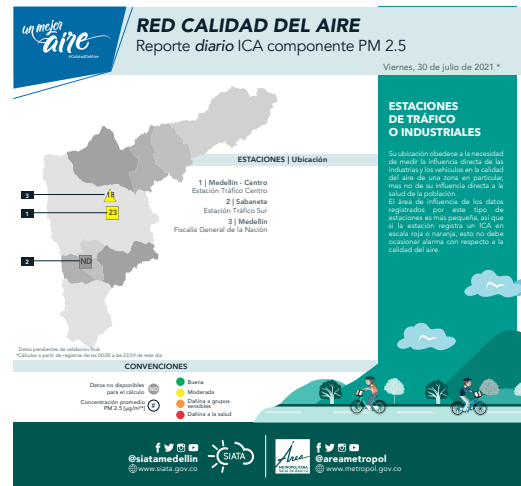 un mejor
aire
#CalidadDelAire
RED CALIDAD DEL AIRE
Reporte diario ICA componente PM 2.5
Viernes, 30 de julio de 2021 *
ESTACIONES
DE TRÁFICO
O INDUSTRIALES
Su ubicación obedece a la necesidad
de medir la influencia directa de las
industrias y los vehículos en la calidad
del aire de una zona en particular,
mas no de su influencia directa a la
salud de la población.
El área de influencia de los datos
registrados por este tipo de
estaciones es más pequeña, así que
si la estación registra un ICA en
escala roja o naranja, esto no debe
ocasionar alarma con respecto a la
calidad del aire.
ESTACIONES | Ubicación
1 | Medellín - Centro
Estación Tráfico Centro
2 | Sabaneta
Estación Tráfico Sur
3 | Medellín
Fiscalía General de la Nación
3
18
1
23
2
ND
Datos pendientes de validación final.
*Cálculos a partir de registros de las 00:00 a las 23:59 de este día.
CONVENCIONES
Datos no disponibles
para el cálculo
ND
Concentración promedio
PM 2.5 [µg/m³*]
#
Buena
Moderada
Dañina a grupos
sensibles
Dañina a la salud
@siatamedellin
www.siata.gov.co
SIATA
Área
METROPOLITANA
Valle de Aburrá
@areametropol
www.metropol.gov.co